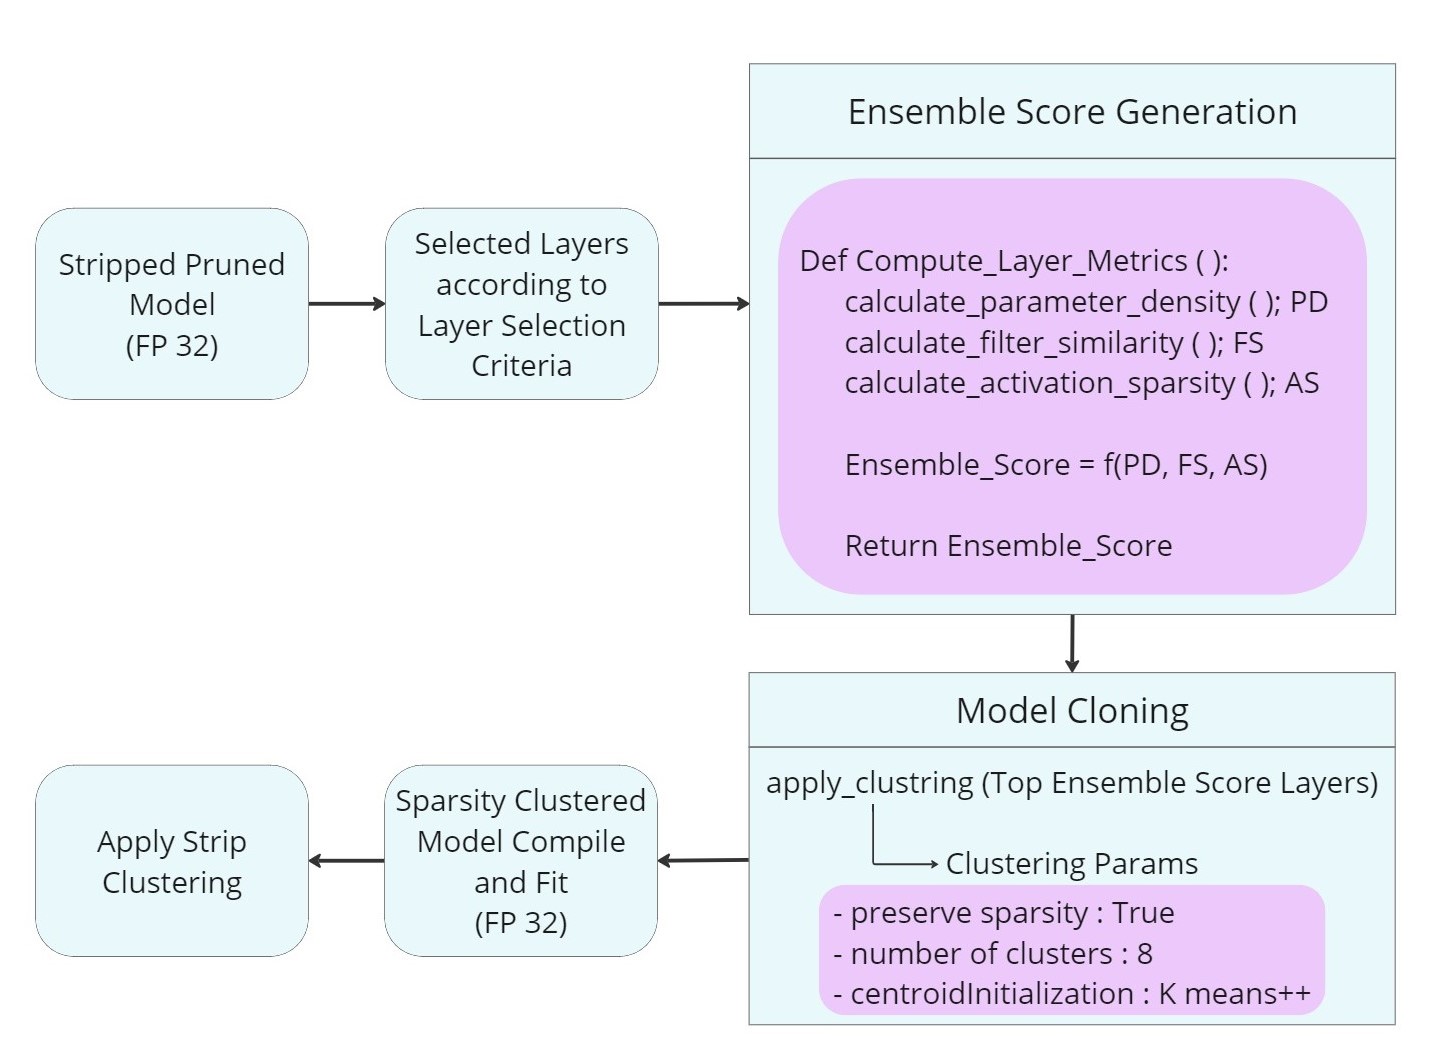 Stripped Pruned
Model
(FP 32)
Selected Layers
according to
Layer Selection
Criteria
Ensemble Score Generation
Def Compute_Layer_Metrics ( ):
calculate_parameter_density ( ); PD
calculate_filter_similarity ( ); FS
calculate_activation_sparsity ( ); AS
Ensemble_Score = f(PD, FS, AS)
Return Ensemble_Score
Model Cloning
apply_clustring (Top Ensemble Score Layers)
Clustering Params
- preserve sparsity : True
- number of clusters : 8
- centroidInitialization : K means++
Sparsity Clustered
Model Compile
and Fit
(FP 32)
Apply Strip
Clustering